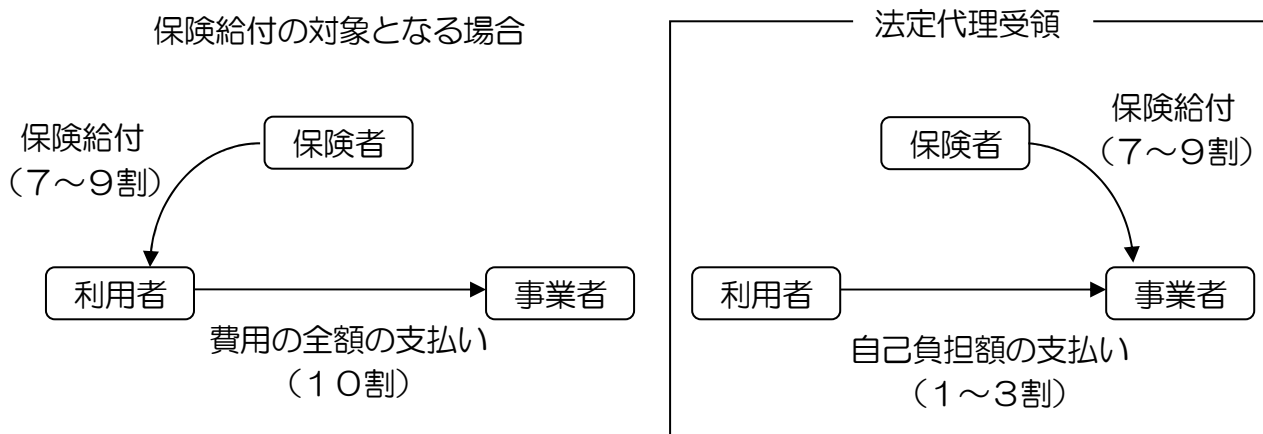 保険給付の対象となる場合
保険給付
（７～９割）
保険者
利用者
事業者
費用の全額の支払い
（１０割）
法定代理受領
保険者
保険給付
（７～９割）
利用者
事業者
自己負担額の支払い
（１～３割）